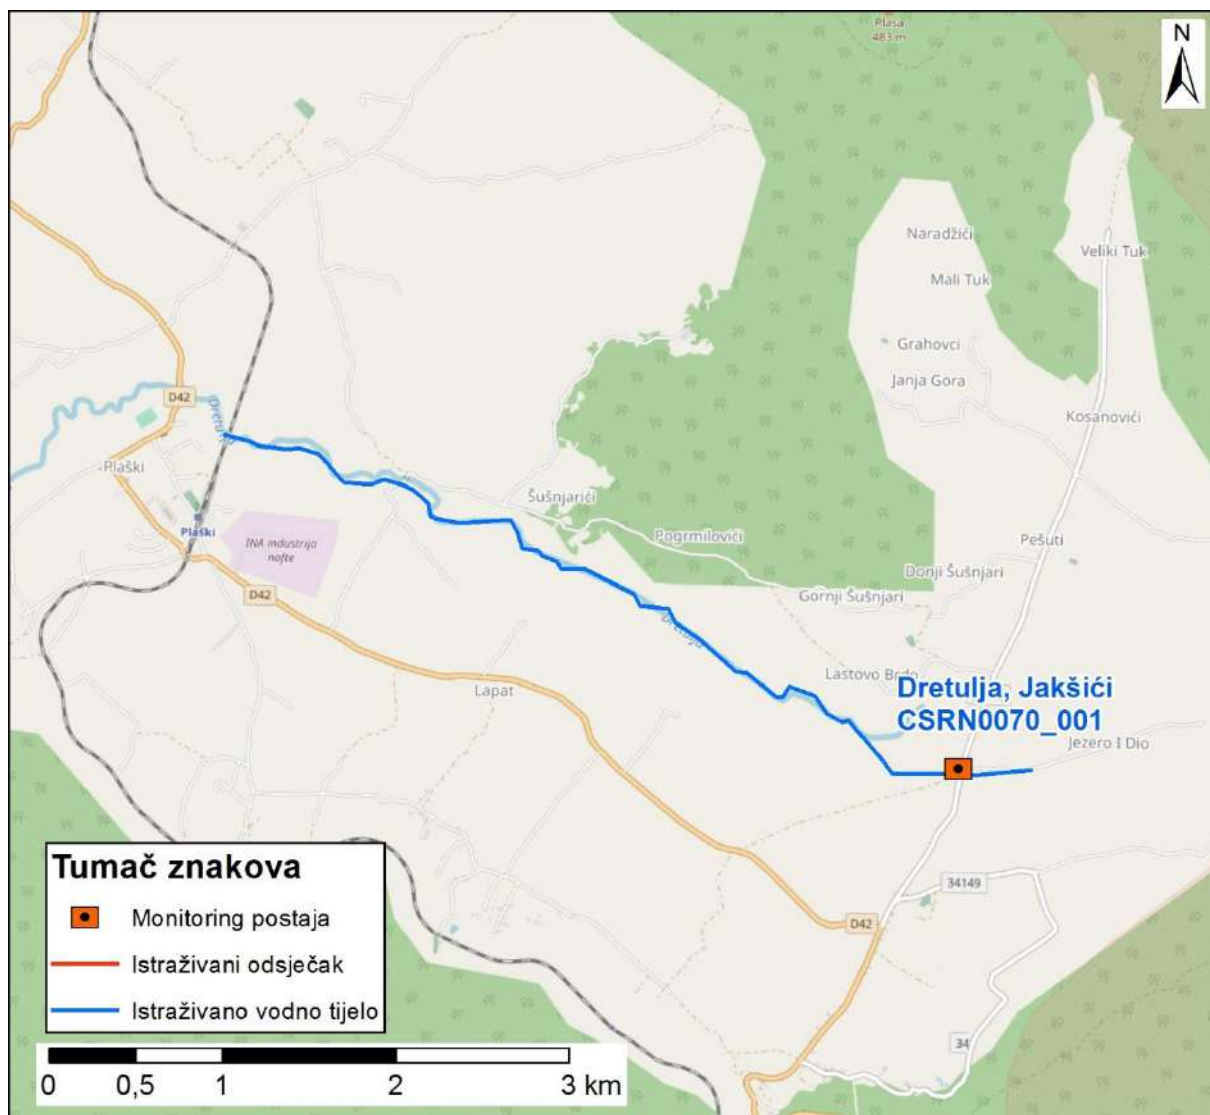 Plasa
483 m
N
Naradžići
Veliki Tuk
Mali Tuk
Grahovci
Janja Gora
D42
Dretulja
Kosanovići
Plaški
Šušnjarići
Plaški
Pogrmilovići
Pešuti
INA industrija
nafte
Donji Šušnjari
D42
Gornji Šušnjari
Dretulja
Lastovo Brdo
Lapat
Dretulja, Jakšići
CSRN0070_001
Jezero I Dio
34149
D42
34
Tumač znakova
Monitoring postaja
Istraživani odsječak
Istraživano vodno tijelo
0 0,5 1 2 3 km